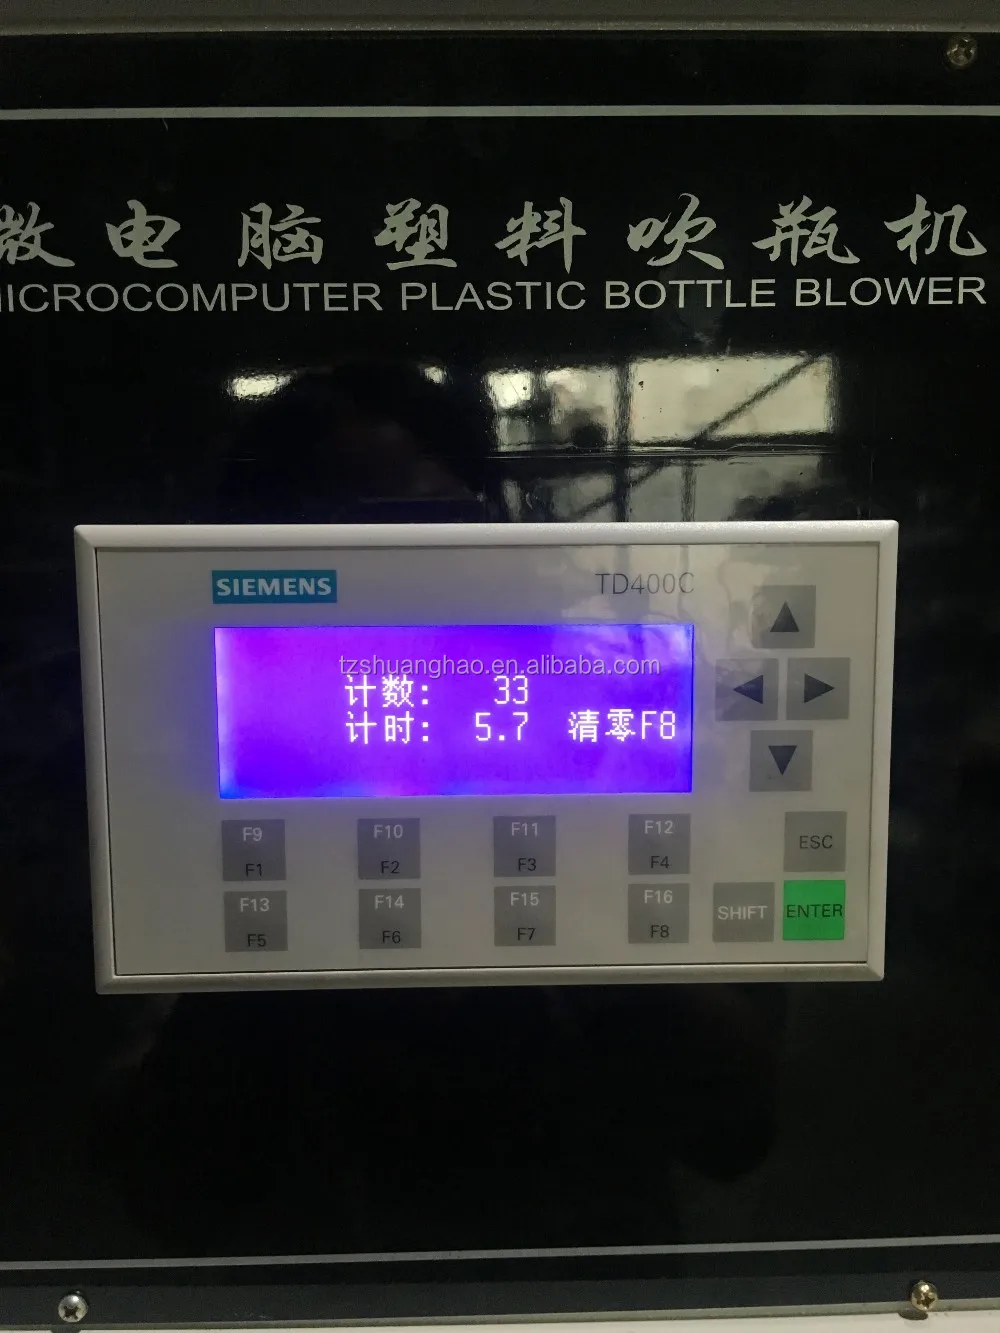 微电脑塑料吹瓶机
MICROCOMPUTER PLASTIC BOTTLE BLOWER
SIEMENS
TD400C
tzshuanghao.en.alibaba.com
计数: 33
计时: 5.7 清零F8
F9 F10 F11 F12
F1 F2 F3 F4
ESC
F13 F14 F15 F16
F5 F6 F7 F8
SHIFT ENTER